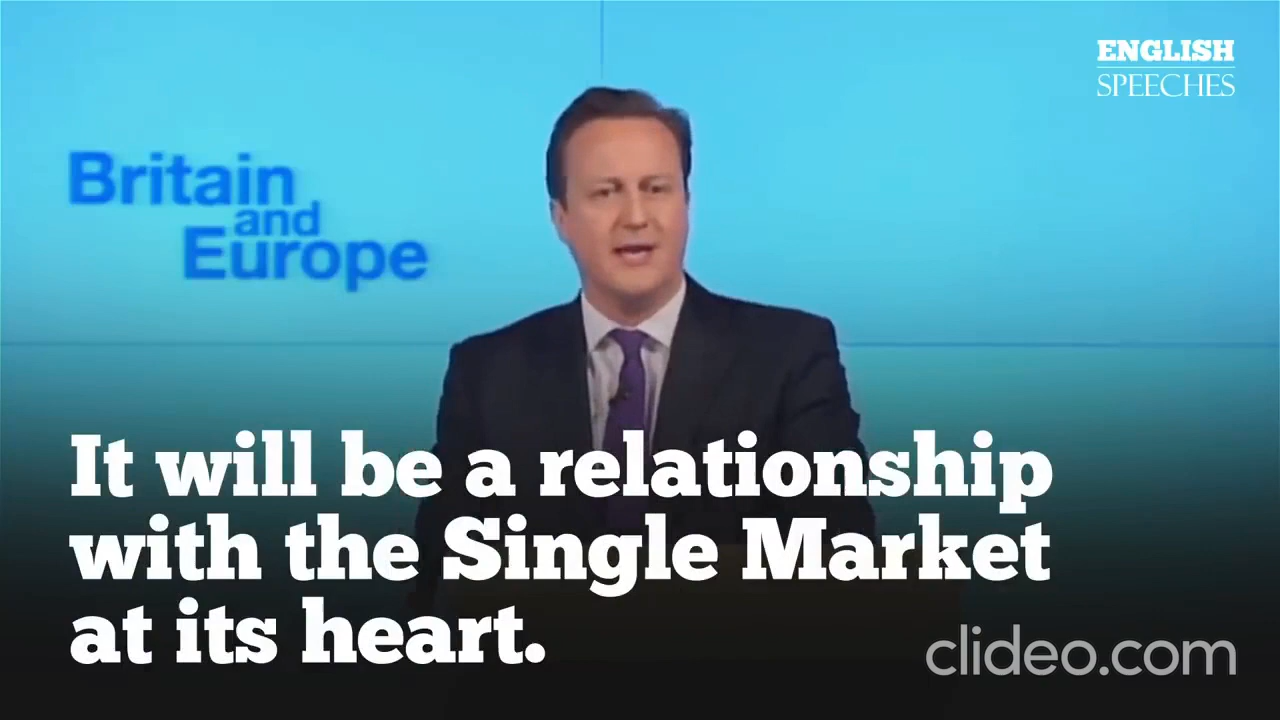 ENGLISH
SPEECHES
Britain
and
Europe
It will be a relationship
with the Single Market
at its heart.
clideo.com